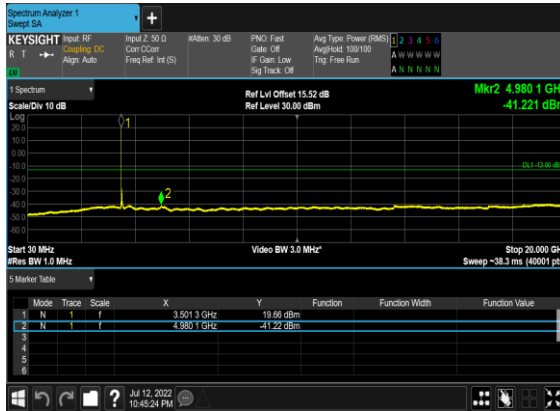 Spectrum Analyzer 1
Swept SA
+
KEYSIGHT
R T
Input: RF
Coupling: DC
Align: Auto
Input Z: 50 Ω
Corr CCorr
Freq Ref: Int (S)
#Atten: 30 dB
PNO: Fast
Gate: Off
IF Gain: Low
Sig Track: Off
Avg Type: Power (RMS)
Avg|Hold: 100/100
Trig: Free Run
1 2 3 4 5 6
A W W W W W
A N N N N N
1 Spectrum
Scale/Div 10 dB
Ref Lvl Offset 15.52 dB
Ref Level 30.00 dBm
Mkr2 4.980 1 GH
-41.221 dBm
Log
20.0
10.0
0.00
-10.0
-20.0
-30.0
-40.0
-50.0
-60.0
1
2
DL1 -13.00 dB
Start 30 MHz
#Res BW 1.0 MHz
Video BW 3.0 MHz*
Stop 20.000 GH
Sweep ~38.3 ms (40001 pt
5 Marker Table
Mode Trace Scale X Y Function Function Width Function Value
1 N 1 f 3.501 3 GHz 19.66 dBm
2 N 1 f 4.980 1 GHz -41.22 dBm
3
4
5
6
?
Jul 12, 2022
10:45:24 PM